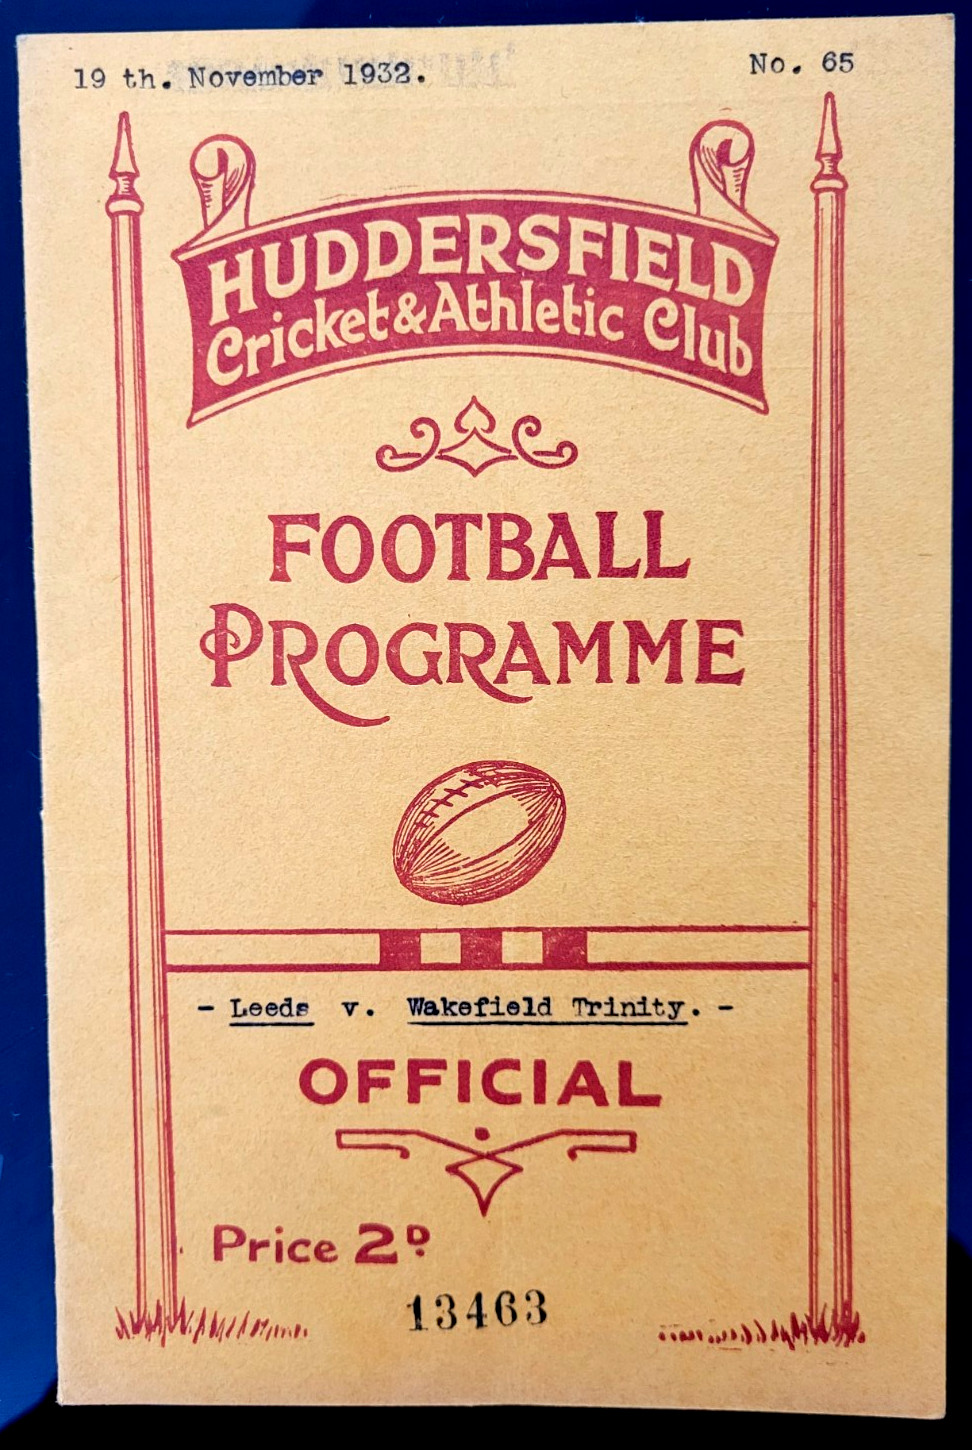 19 th. November 1932.
No. 65
HUDDERSFIELD
Cricket & Athletic Club
FOOTBALL
PROGRAMME
- Leeds v. Wakefield Trinity. -
OFFICIAL
Price 2D.
13463